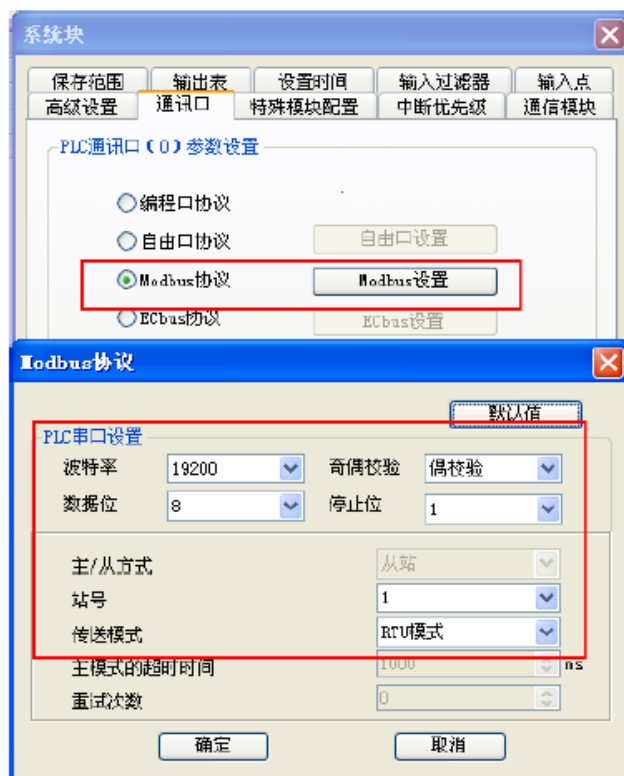 系统块
保存范围 输出表 设置时间 输入过滤器 输入点
高级设置 通讯口 特殊模块配置 中断优先级 通信模块
PLC通讯口（0）参数设置
编程口协议
自由口协议 自由口设置
Modbus协议 Modbus设置
ECbus协议 ECbus设置
Modbus协议
默认值
PLC串口设置
波特率 19200 奇偶校验 偶校验
数据位 8 停止位 1
主/从方式 从站
站号 1
传送模式 RTU模式
主模式的超时时间 1000 ms
重试次数 0
确定 取消